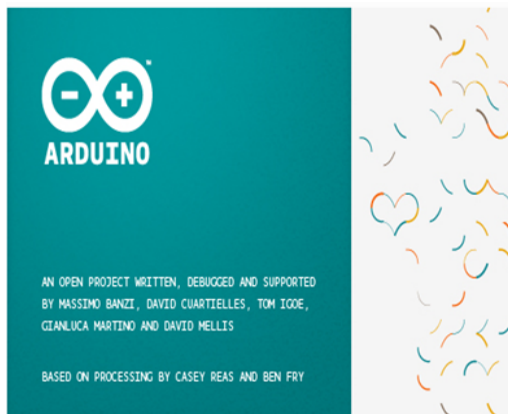 ARDUINO
AN OPEN PROJECT WRITTEN, DEBUGGED AND SUPPORTED
BY MASSIMO BANZI, DAVID CUARTIELLES, TOM IGOE,
GIANLUCA MARTINO AND DAVID MELLIS
BASED ON PROCESSING BY CASEY REAS AND BEN FRY